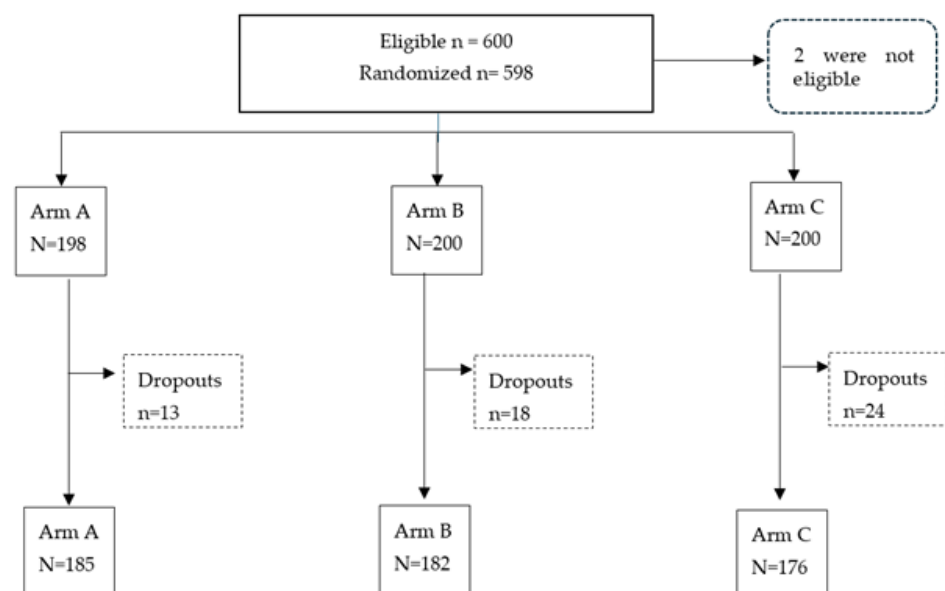 Eligible n = 600
Randomized n= 598
2 were not
eligible
Arm A
N=198
Arm B
N=200
Arm C
N=200
Dropouts
n=13
Dropouts
n=18
Dropouts
n=24
Arm A
N=185
Arm B
N=182
Arm C
N=176